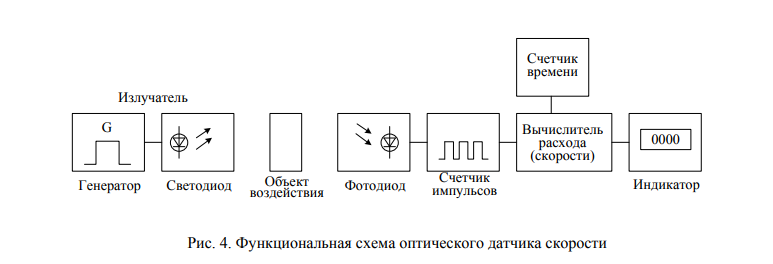 Счетчик
времени
Излучатель
G
Вычислитель
расхода
(скорости)
0000
Генератор
Светодиод
Объект
воздействия
Фотодиод
Счетчик
импульсов
Индикатор
Рис. 4. Функциональная схема оптического датчика скорости